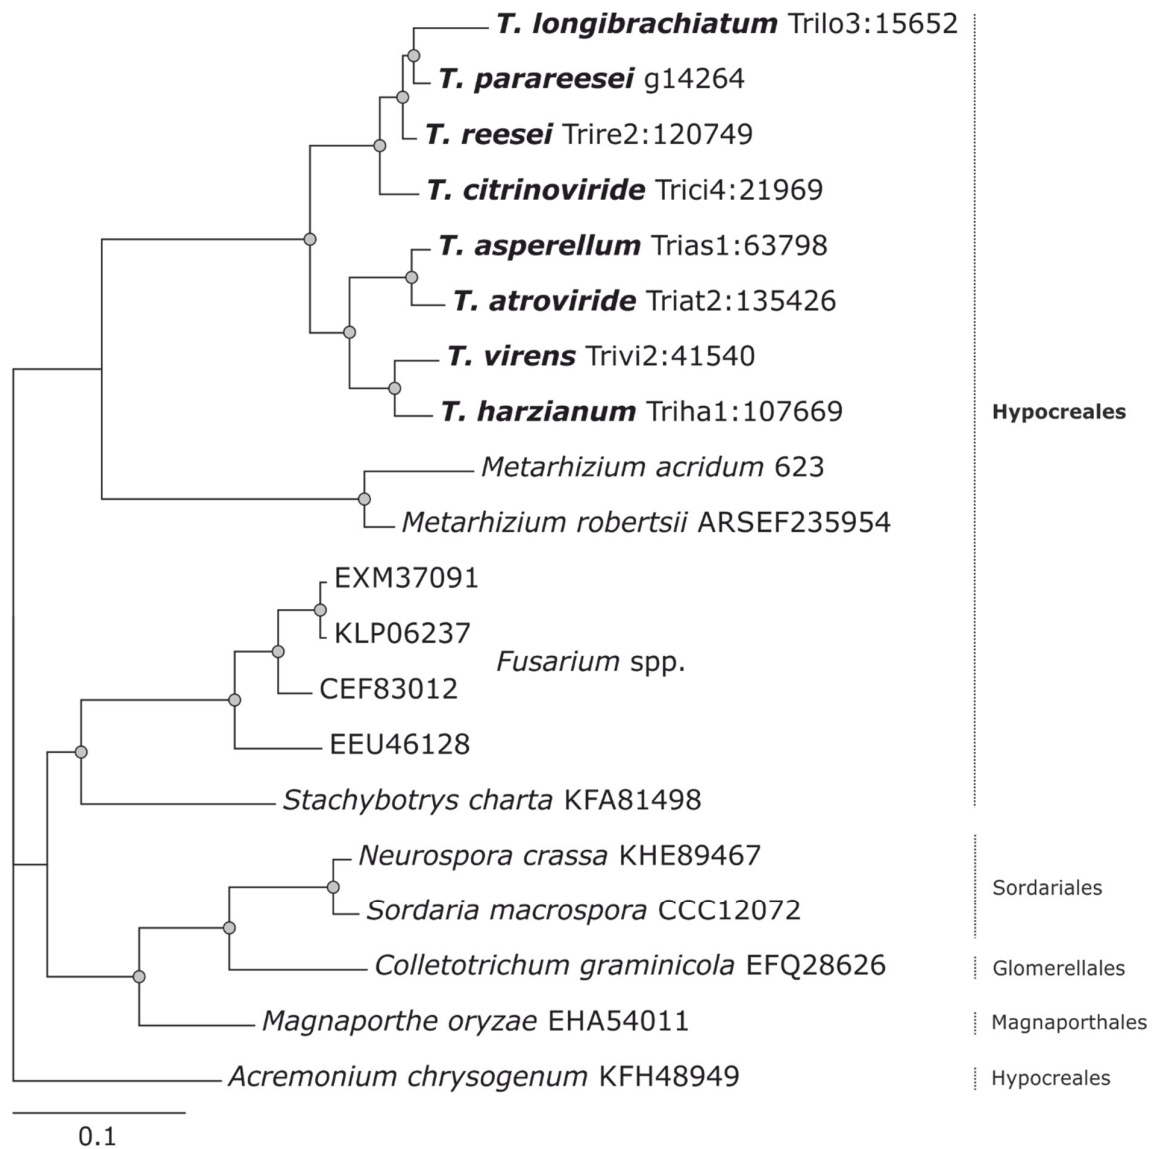 T. longibrachiatum Trilo3:15652
T. parareesei g14264
T. reesei Trire2:120749
T. citrinoviride Trici4:21969
T. asperellum Trias1:63798
T. atroviride Triat2:135426
T. virens Trivi2:41540
T. harzianum Triha1:107669
Hypocreales
Metarhizium acridum 623
Metarhizium robertsii ARSEF235954
EXM37091
KLP06237
Fusarium spp.
CEF83012
EEU46128
Stachybotrys charta KFA81498
Neurospora crassa KHE89467
Sordariales
Sordaria macrospora CCC12072
Colletotrichum graminicola EFQ28626
Glomerellales
Magnaporthe oryzae EHA54011
Magnaporthales
Acremonium chrysogenum KFH48949
Hypocreales
0.1